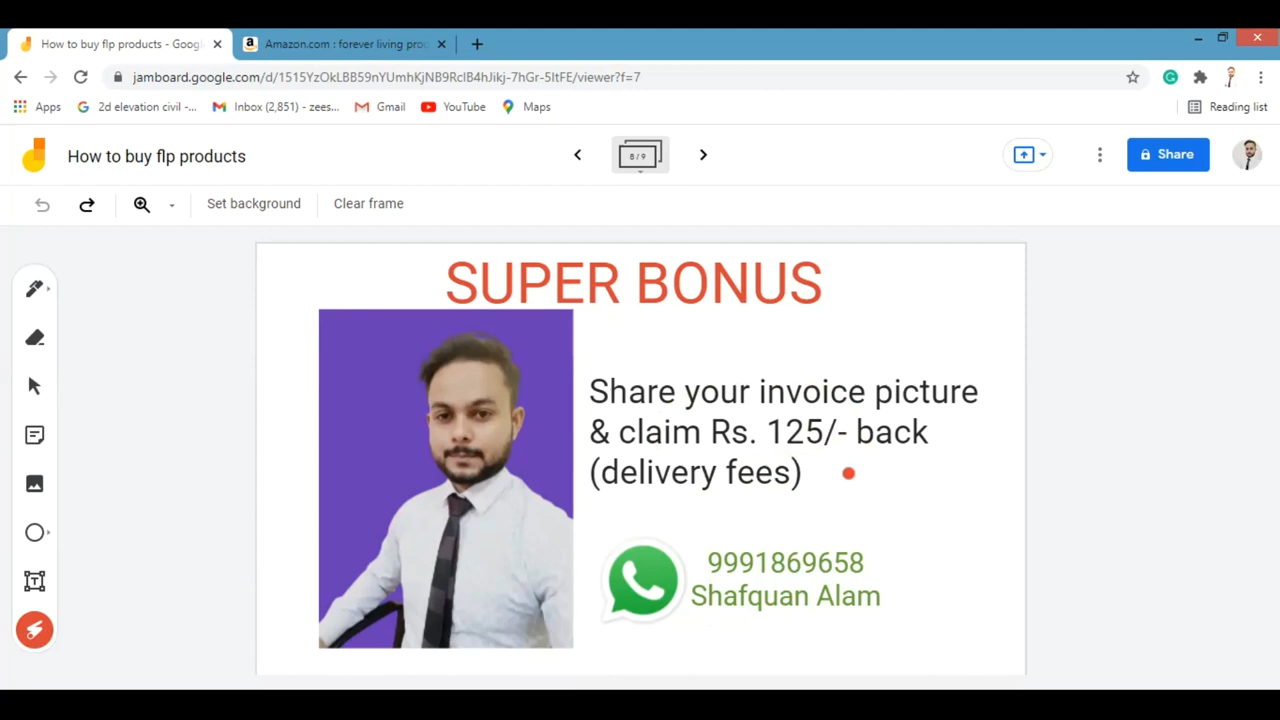 How to buy flp products - Goog
Amazon.com : forever living pro
jamboard.google.com/d/1515YzOkLBB59nYUmhKjNB9RclB4hJikj-7hGr-5ItFE/viewer?f=7
Apps
2d elevation civil -...
Inbox (2,851) - zees...
Gmail
YouTube
Maps
Reading list
How to buy flp products
8 / 9
Share
Set background
Clear frame
SUPER BONUS
Share your invoice picture
& claim Rs. 125/- back
(delivery fees)
9991869658
Shafquan Alam